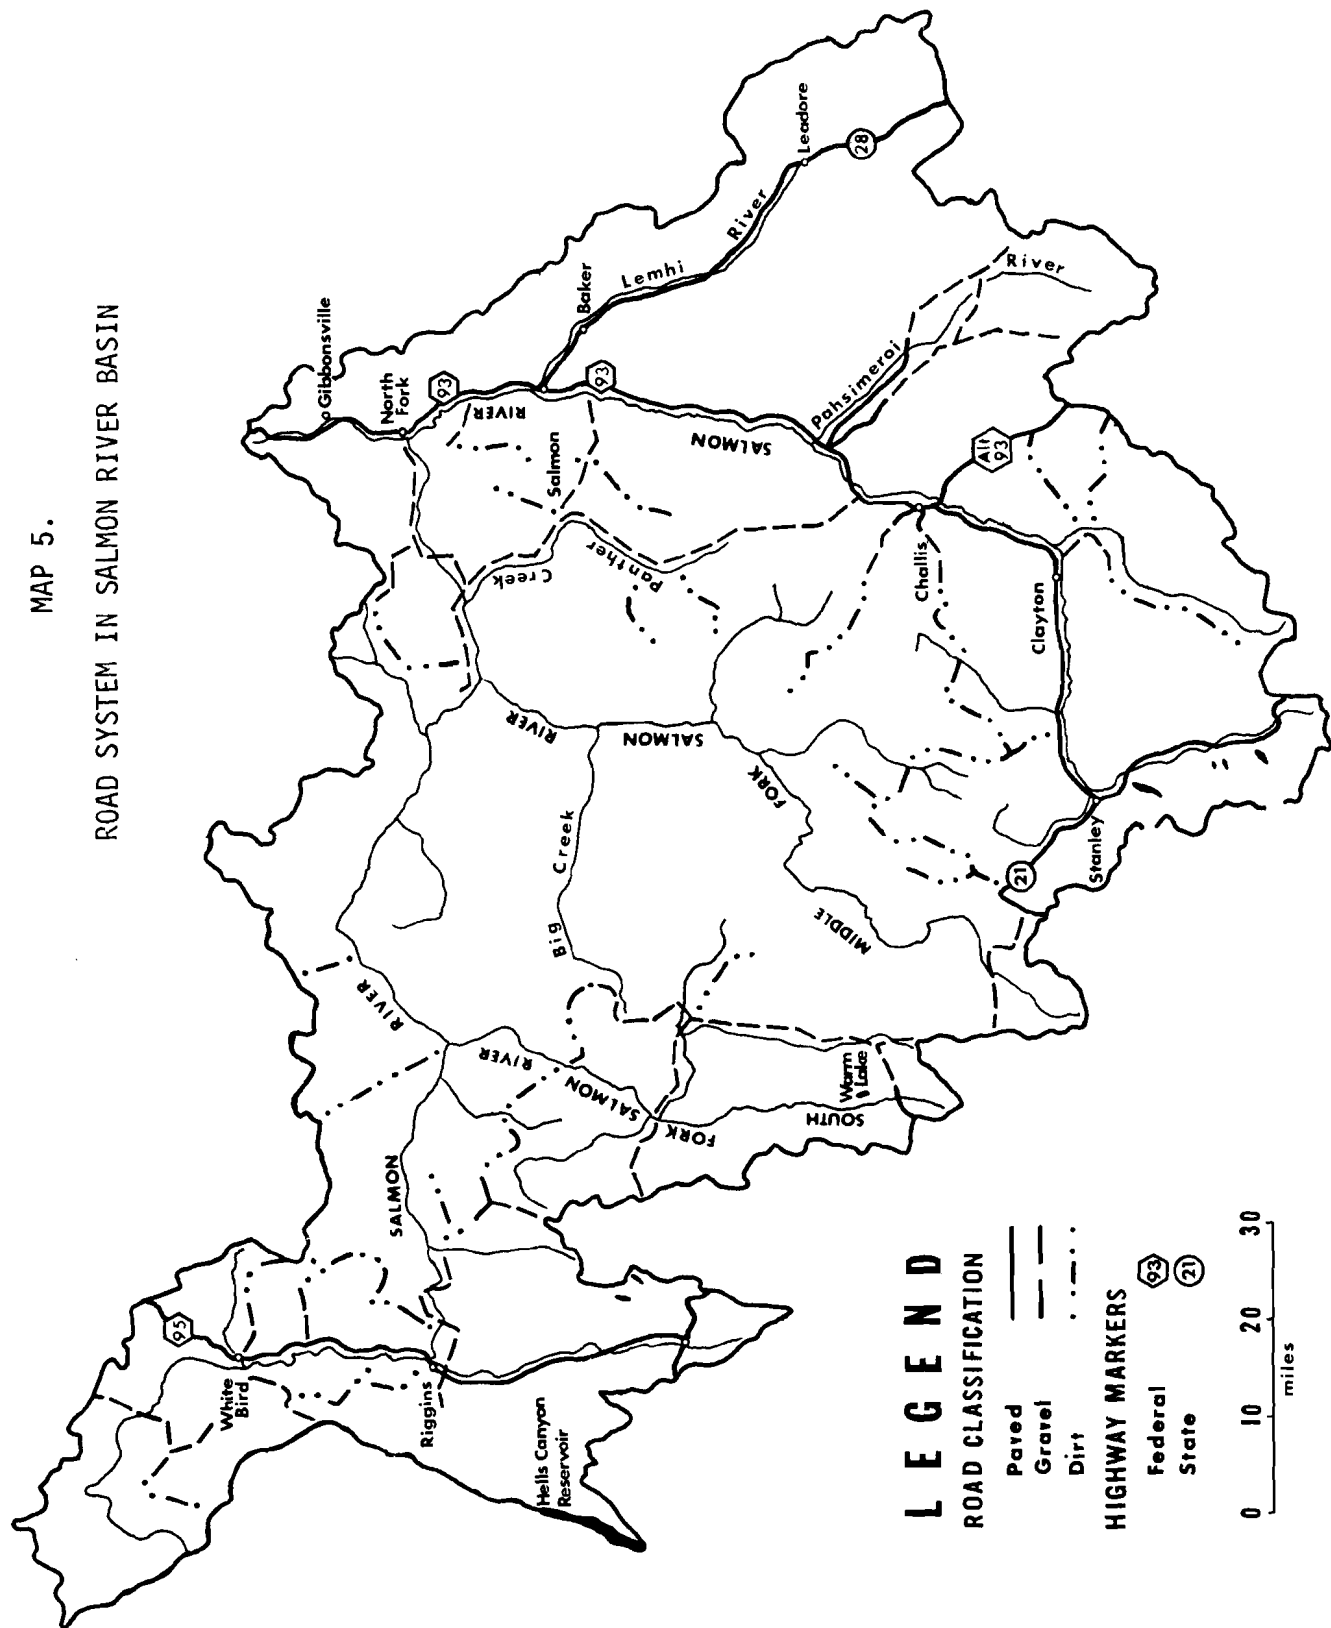 MAP 5.
ROAD SYSTEM IN SALMON RIVER BASIN
Gibbonsville
North
Fork
93
RIVER
Salmon
Baker
93
Lemhi
River
Leadore
28
SALMON
Pahsimerai
River
Alt
93
Challis
Clayton
Creek
Panther
RIVER
SALMON
FORK
MIDDLE
Big Creek
21
Stanley
RIVER
SALMON
RIVER
SALMON
FORK
SOUTH
Warm
Lake
95
White
Bird
Riggins
Hells Canyon
Reservoir
LEGEND
ROAD CLASSIFICATION
Paved
Gravel
Dirt
HIGHWAY MARKERS
Federal 93
State 21
0 10 20 30
miles